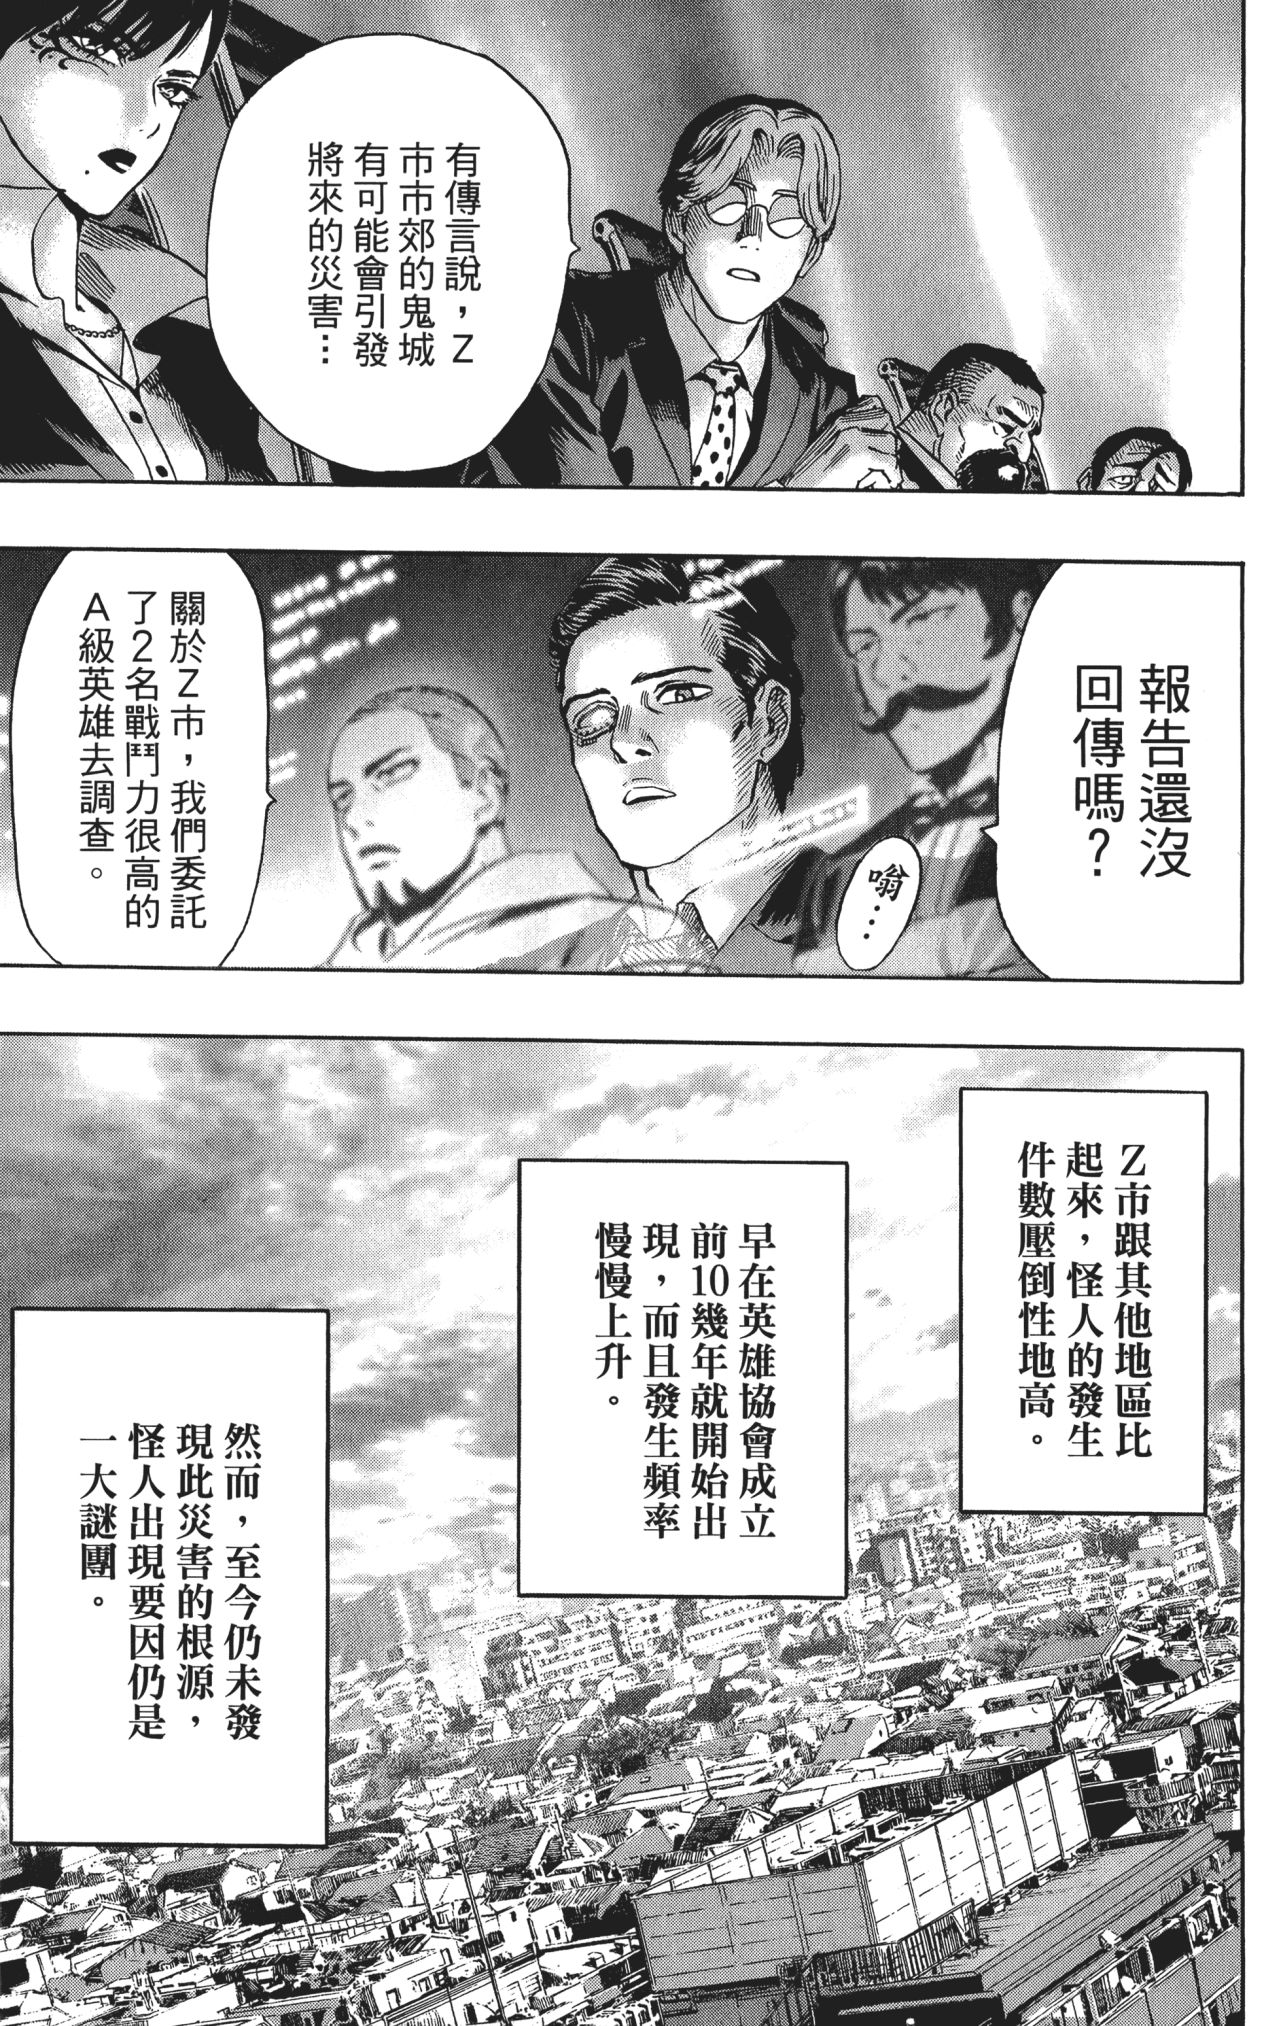 有傳言說，Z
市市郊的鬼城
有可能會引發
將來的災害…
報告還沒
回傳嗎？
嗡…
關於Z市，我們委託
了2名戰鬥力很高的
A級英雄去調查。
Z市跟其他地區比
起來，怪人的發生
件數壓倒性地高。
早在英雄協會成立
前10幾年就開始出
現，而且發生頻率
慢慢上升。
然而，至今仍未發
現此災害的根源，
怪人出現要因仍是
一大謎團。